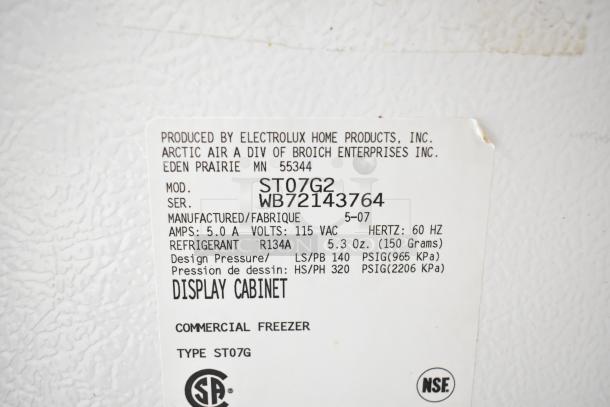 PRODUCED BY ELECTROLUX HOME PRODUCTS, INC.
ARCTIC AIR A DIV OF BROICH ENTERPRISES INC.
EDEN PRAIRIE MN 55344
MOD. ST07G2
SER. WB72143764
MANUFACTURED/FABRIQUE 5-07
AMPS: 5.0 A VOLTS: 115 VAC HERTZ: 60 HZ
REFRIGERANT R134A 5.3 Oz. (150 Grams)
Design Pressure/ LS/PB 140 PSIG(965 KPa)
Pression de dessin: HS/PH 320 PSIG(2206 KPa)
DISPLAY CABINET
COMMERCIAL FREEZER
TYPE ST07G
SA
NSF